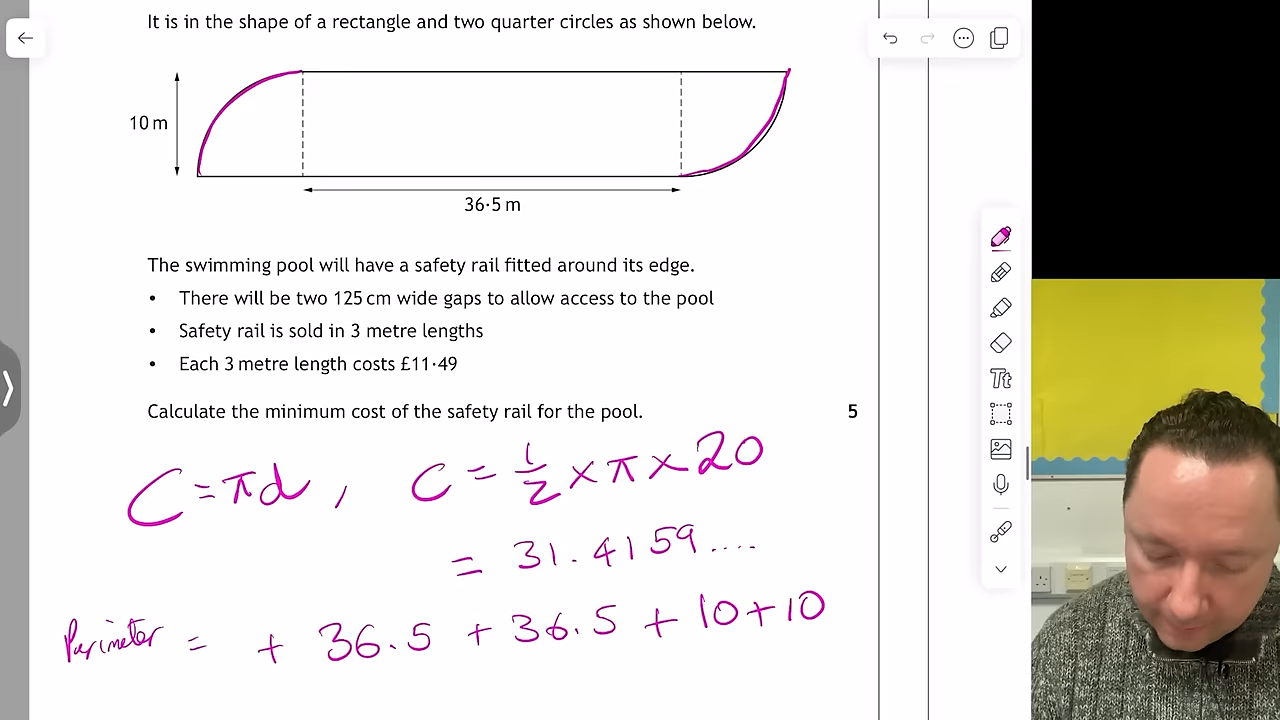 It is in the shape of a rectangle and two quarter circles as shown below.
10 m
36·5 m
The swimming pool will have a safety rail fitted around its edge.
• There will be two 125 cm wide gaps to allow access to the pool
• Safety rail is sold in 3 metre lengths
• Each 3 metre length costs £11·49
Calculate the minimum cost of the safety rail for the pool. 5
C = πd , C = 1/2 × π × 20
= 31.4159....
Perimeter = + 36.5 + 36.5 + 10 + 10
Tt